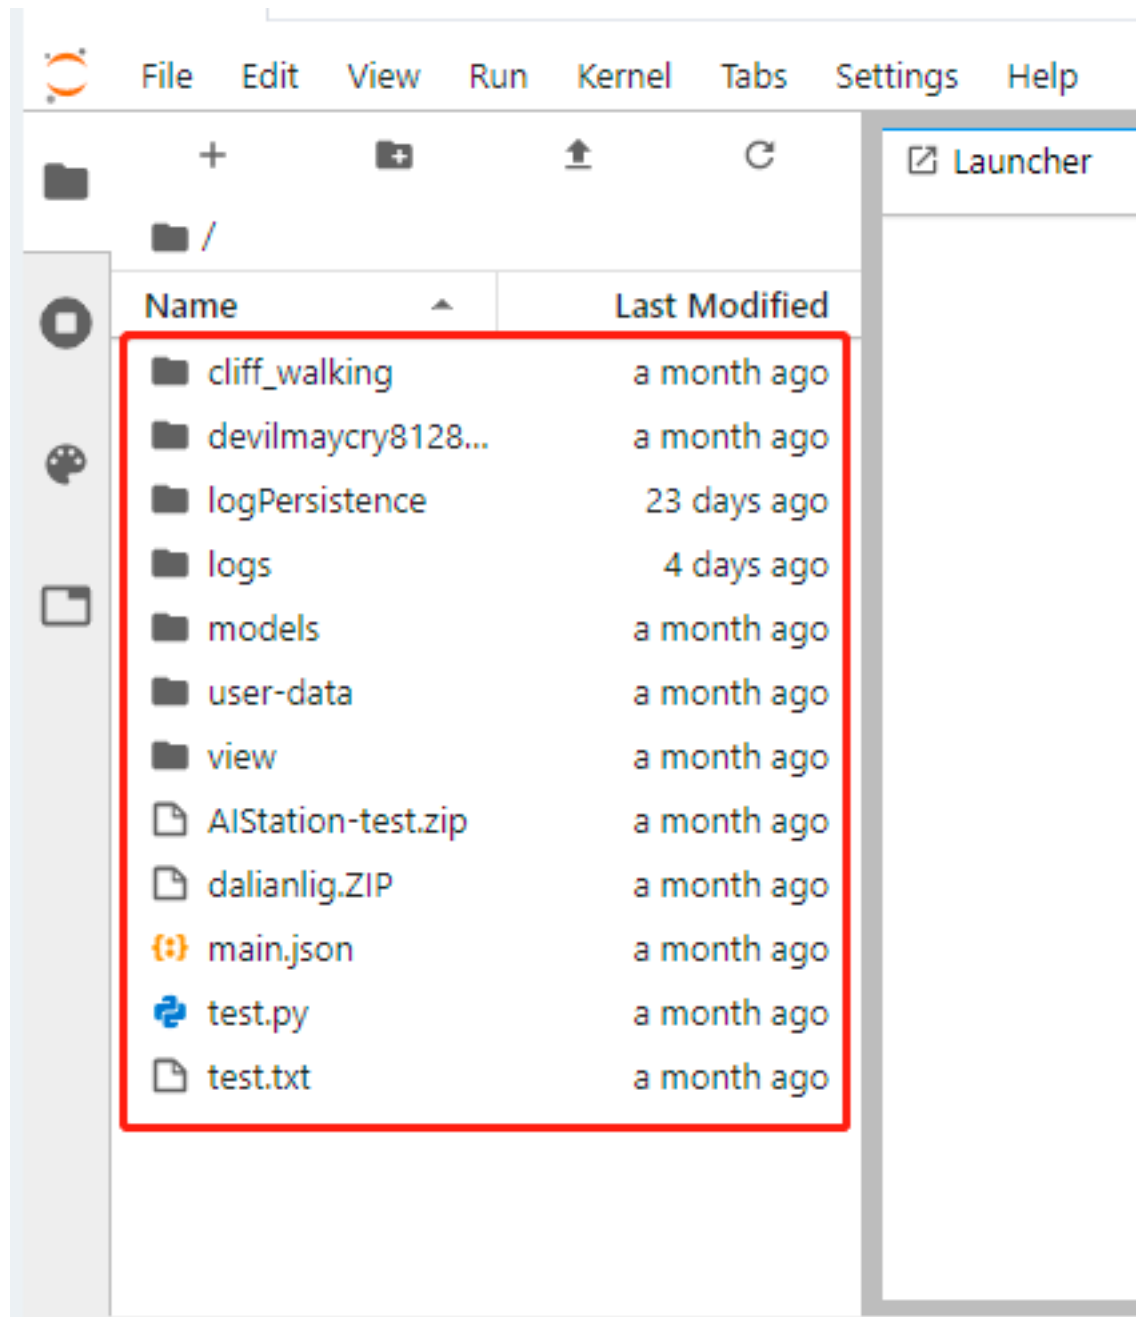 File Edit View Run Kernel Tabs Settings Help
Launcher
/
Name Last Modified
cliff_walking a month ago
devilmaycry8128... a month ago
logPersistence 23 days ago
logs 4 days ago
models a month ago
user-data a month ago
view a month ago
AIStation-test.zip a month ago
dalianlig.ZIP a month ago
main.json a month ago
test.py a month ago
test.txt a month ago